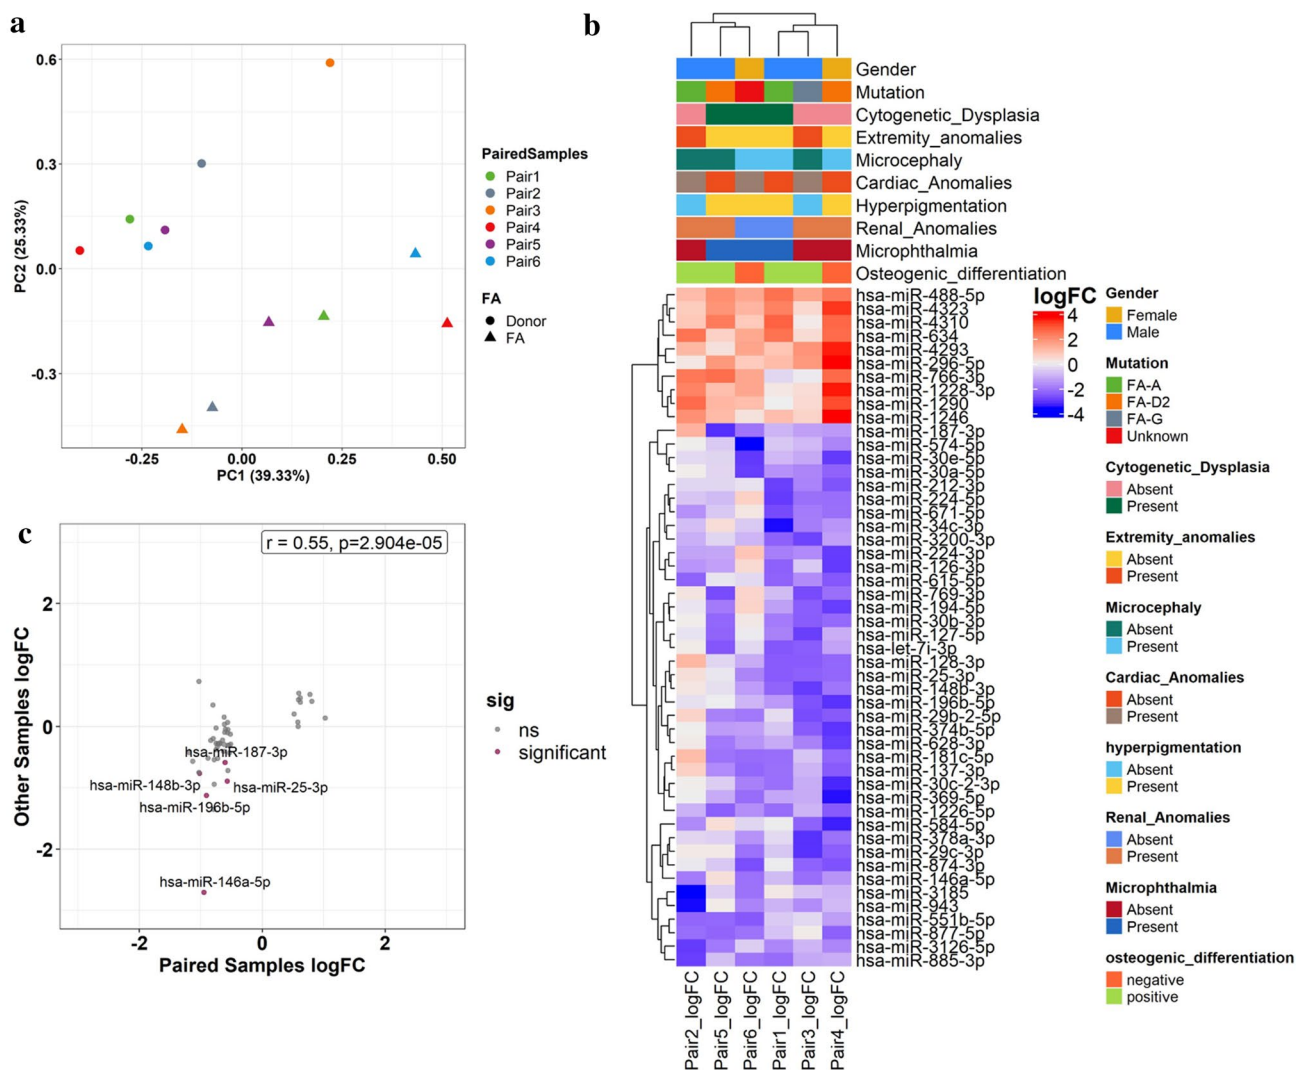 a
0.6
0.3
0.0
-0.3
PC2 (25.33%)
-0.25
0.00
0.25
0.50
PC1 (39.33%)
PairedSamples
Pair1
Pair2
Pair3
Pair4
Pair5
Pair6
FA
Donor
FA
b
Gender
Mutation
Cytogenetic_Dysplasia
Extremity_anomalies
Microcephaly
Cardiac_Anomalies
Hyperpigmentation
Renal_Anomalies
Microphthalmia
Osteogenic_differentiation
hsa-miR-488-5p
hsa-miR-4323
hsa-miR-4310
hsa-miR-634
hsa-miR-4293
hsa-miR-296-5p
hsa-miR-766-3p
hsa-miR-1228-3p
hsa-miR-1290
hsa-miR-1246
hsa-miR-187-3p
hsa-miR-574-5p
hsa-miR-30e-5p
hsa-miR-30a-5p
hsa-miR-212-3p
hsa-miR-224-5p
hsa-miR-671-5p
hsa-miR-34c-3p
hsa-miR-3200-3p
hsa-miR-224-3p
hsa-miR-126-3p
hsa-miR-615-5p
hsa-miR-769-3p
hsa-miR-194-5p
hsa-miR-30b-3p
hsa-miR-127-5p
hsa-let-7i-3p
hsa-miR-128-3p
hsa-miR-25-3p
hsa-miR-148b-3p
hsa-miR-196b-5p
hsa-miR-29b-2-5p
hsa-miR-374b-5p
hsa-miR-628-3p
hsa-miR-181c-5p
hsa-miR-137-3p
hsa-miR-30c-2-3p
hsa-miR-369-5p
hsa-miR-1226-5p
hsa-miR-584-5p
hsa-miR-378a-3p
hsa-miR-29c-3p
hsa-miR-874-3p
hsa-miR-146a-5p
hsa-miR-3185
hsa-miR-943
hsa-miR-551b-5p
hsa-miR-877-5p
hsa-miR-3126-5p
hsa-miR-885-3p
Pair2_logFC
Pair5_logFC
Pair6_logFC
Pair1_logFC
Pair3_logFC
Pair4_logFC
logFC
4
2
0
-2
-4
Gender
Female
Male
Mutation
FA-A
FA-D2
FA-G
Unknown
Cytogenetic_Dysplasia
Absent
Present
Extremity_anomalies
Absent
Present
Microcephaly
Absent
Present
Cardiac_Anomalies
Absent
Present
hyperpigmentation
Absent
Present
Renal_Anomalies
Absent
Present
Microphthalmia
Absent
Present
osteogenic_differentiation
negative
positive
c
r = 0.55, p=2.904e-05
2
0
-2
Other Samples logFC
hsa-miR-187-3p
hsa-miR-148b-3p
hsa-miR-25-3p
hsa-miR-196b-5p
hsa-miR-146a-5p
-2
0
2
Paired Samples logFC
sig
ns
significant